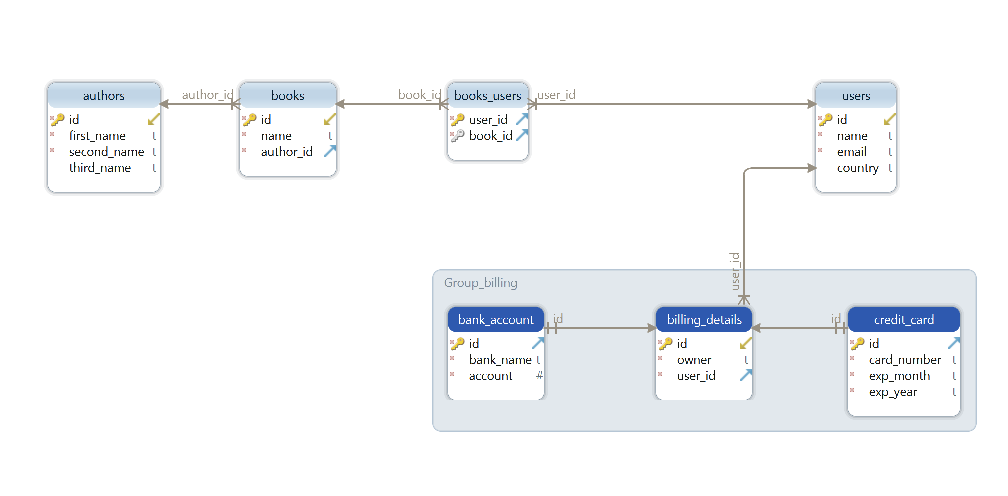 author_id
book_id
user_id
authors
id
first_name
second_name
t
t
third_name
t
books
id
name
t
author_id
books_users
user_id
book_id
users
id
name
t
email
t
country
t
user_id
Group_billing
id
id
bank_account
id
bank_name
t
account
#
billing_details
id
owner
t
user_id
credit_card
id
card_number
t
exp_month
t
exp_year
t